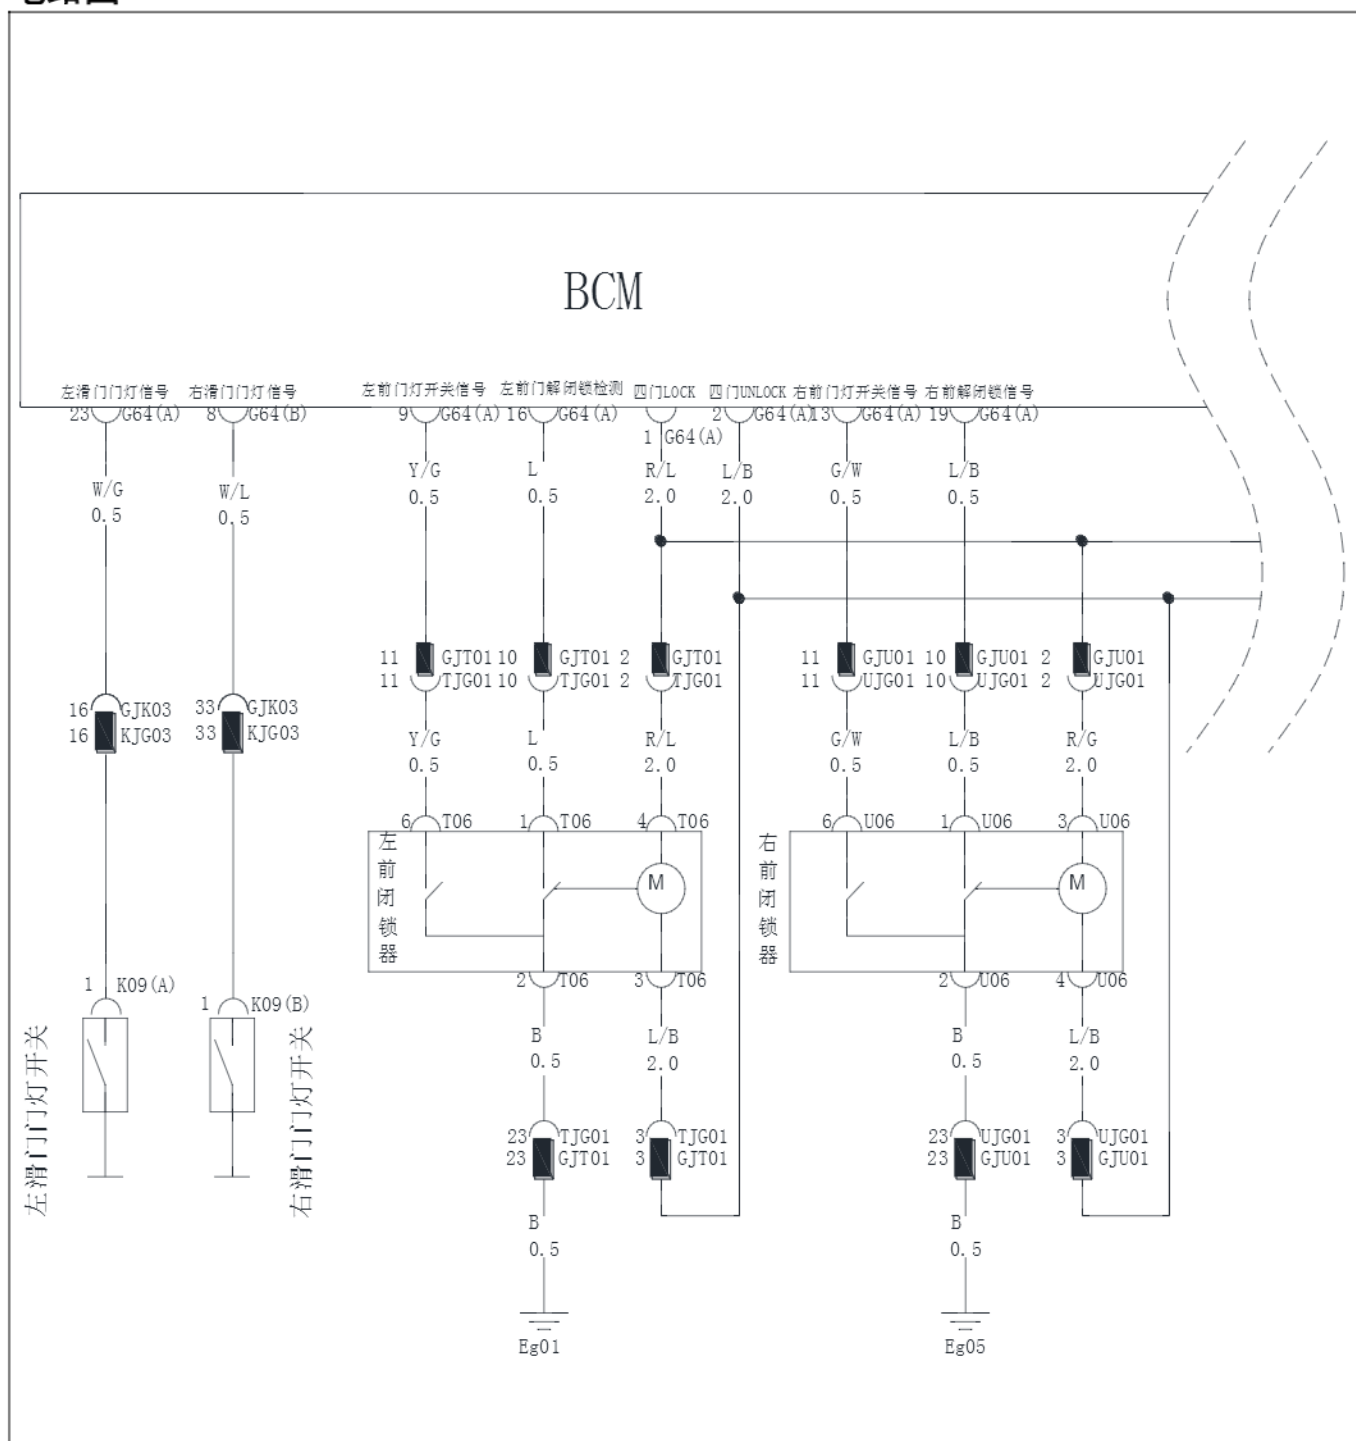 BCM
左滑门门灯信号 右滑门门灯信号 左前门灯开关信号 左前门解闭锁检测 四门LOCK 四门UNLOCK 右前门灯开关信号 右前解闭锁信号
23 G64(A) 8 G64(B) 9 G64(A) 16 G64(A) 2 G64(A) 13 G64(A) 19 G64(A)
1 G64(A)
Y/G L R/L L/B G/W L/B
W/G W/L
0.5 0.5 2.0 2.0 0.5 0.5
0.5 0.5
11 GJT01 10 GJT01 2 GJT01 11 GJU01 10 GJU01 2 GJU01
11 TJG01 10 TJG01 2 TJG01 11 UJG01 10 UJG01 2 UJG01
16 GJK03 33 GJK03
16 KJG03 33 KJG03
Y/G L R/L G/W L/B R/G
0.5 0.5 2.0 0.5 0.5 2.0
6 T06 1 T06 4 T06 6 U06 1 U06 3 U06
左前闭锁器
M
右前闭锁器
M
2 T06 3 T06 2 U06 4 U06
1 K09(A) 1 K09(B)
左滑门门灯开关
右滑门门灯开关
B L/B B L/B
0.5 2.0 0.5 2.0
23 TJG01 3 TJG01 23 UJG01 3 UJG01
23 GJT01 3 GJT01 23 GJU01 3 GJU01
B B
0.5 0.5
Eg01 Eg05